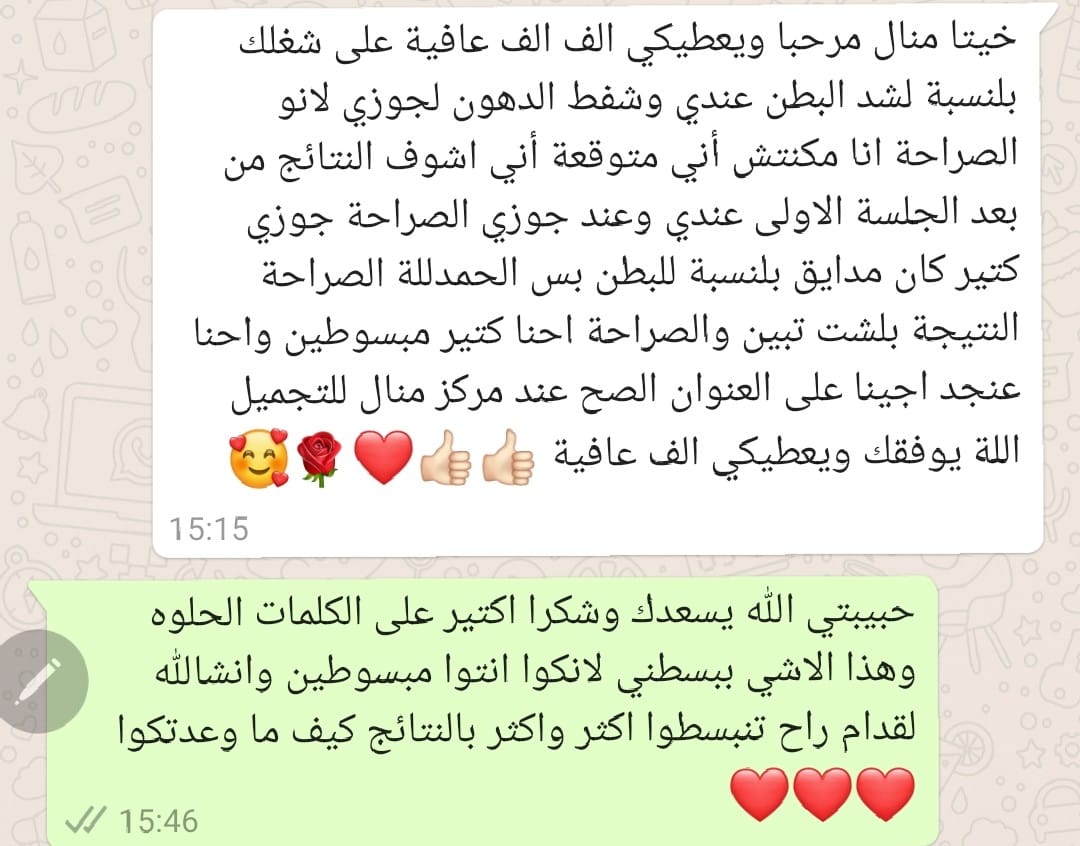 خيتا منال مرحبا ويعطيكي الف الف عافية على شغلك
بلنسبة لشد البطن عندي وشفط الدهون لجوزي لانو
الصراحة انا مكنتش أني متوقعة أني اشوف النتائج من
بعد الجلسة الاولى عندي وعند جوزي الصراحة جوزي
كتير كان مدايق بلنسبة للبطن بس الحمدللة الصراحة
النتيجة بلشت تبين والصراحة احنا كتير مبسوطين واحنا
عنجد اجينا على العنوان الصح عند مركز منال للتجميل
اللة يوفقك ويعطيكي الف عافية 👍🏻👍🏻❤️🌹🥰
15:15
حبيبتي الله يسعدك وشكرا اكتير على الكلمات الحلوه
وهذا الاشي ببسطني لانكوا انتوا مبسوطين وانشالله
لقدام راح تنبسطوا اكثر واكثر بالنتائج كيف ما وعدتكوا
❤️❤️❤️
15:46